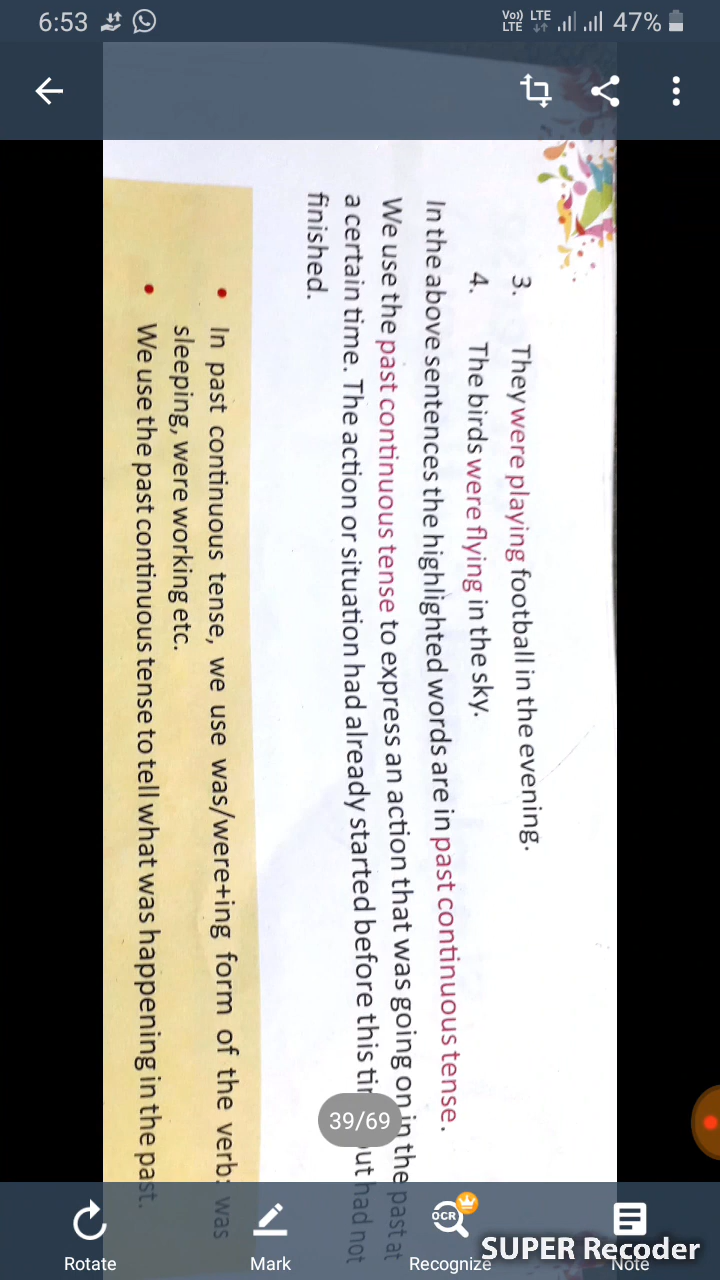 6:53
Vo)) LTE
LTE
47%
3. They were playing football in the evening.
4. The birds were flying in the sky.
In the above sentences the highlighted words are in past continuous tense.
We use the past continuous tense to express an action that was going on in the past at
a certain time. The action or situation had already started before this ut had not
finished.
• In past continuous tense, we use was/were+ing form of the verb: was
sleeping, were working etc.
• We use the past continuous tense to tell what was happening in the past.
39/69
Rotate
Mark
OCR
Recognize
Note
SUPER Recoder